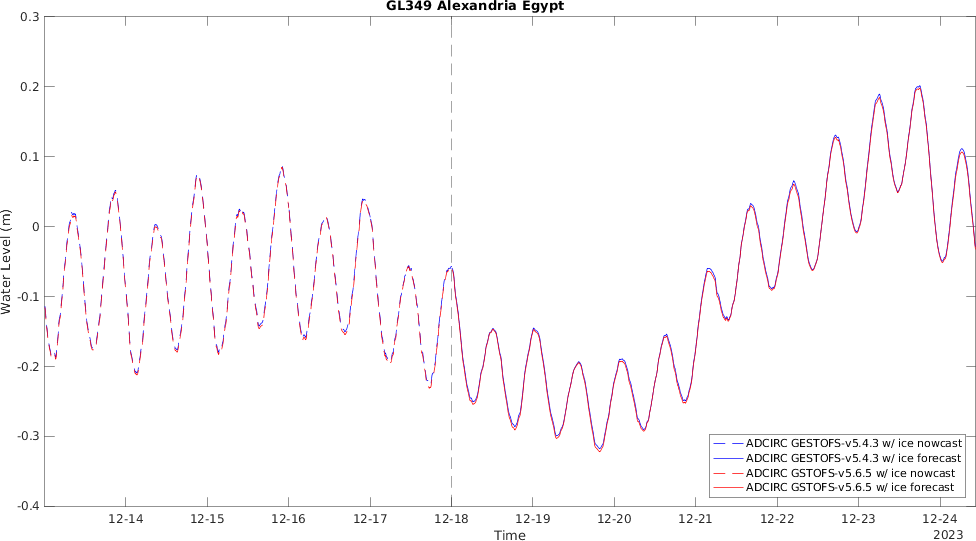 GL349 Alexandria Egypt
0.3
0.2
0.1
0
-0.1
-0.2
-0.3
-0.4
Water Level (m)
ADCIRC GESTOFS-v5.4.3 w/ ice nowcast
ADCIRC GESTOFS-v5.4.3 w/ ice forecast
ADCIRC GSTOFS-v5.6.5 w/ ice nowcast
ADCIRC GSTOFS-v5.6.5 w/ ice forecast
12-14 12-15 12-16 12-17 12-18 12-19 12-20 12-21 12-22 12-23 12-24
Time
2023